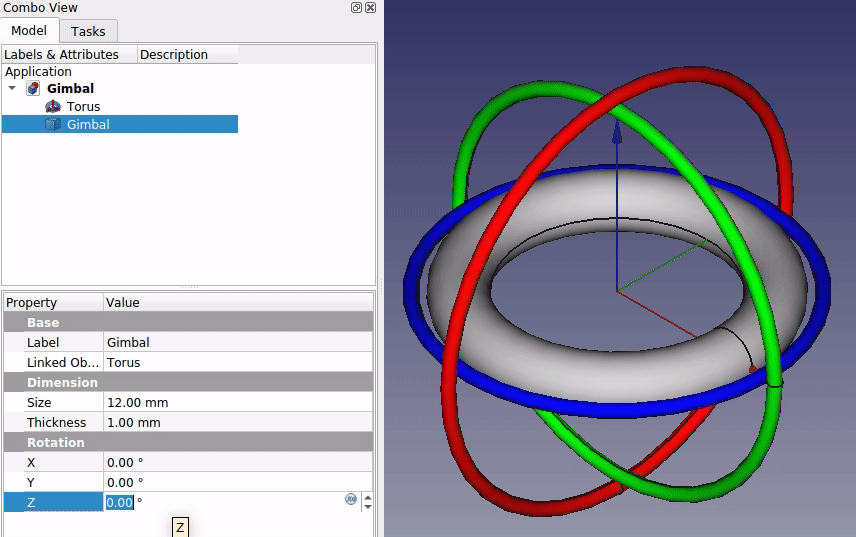 Combo View
Model Tasks
Labels & Attributes Description
Application
Gimbal
Torus
Gimbal
Property Value
Base
Label Gimbal
Linked Ob... Torus
Dimension
Size 12.00 mm
Thickness 1.00 mm
Rotation
X 0.00 °
Y 0.00 °
Z 0.00 °
Z